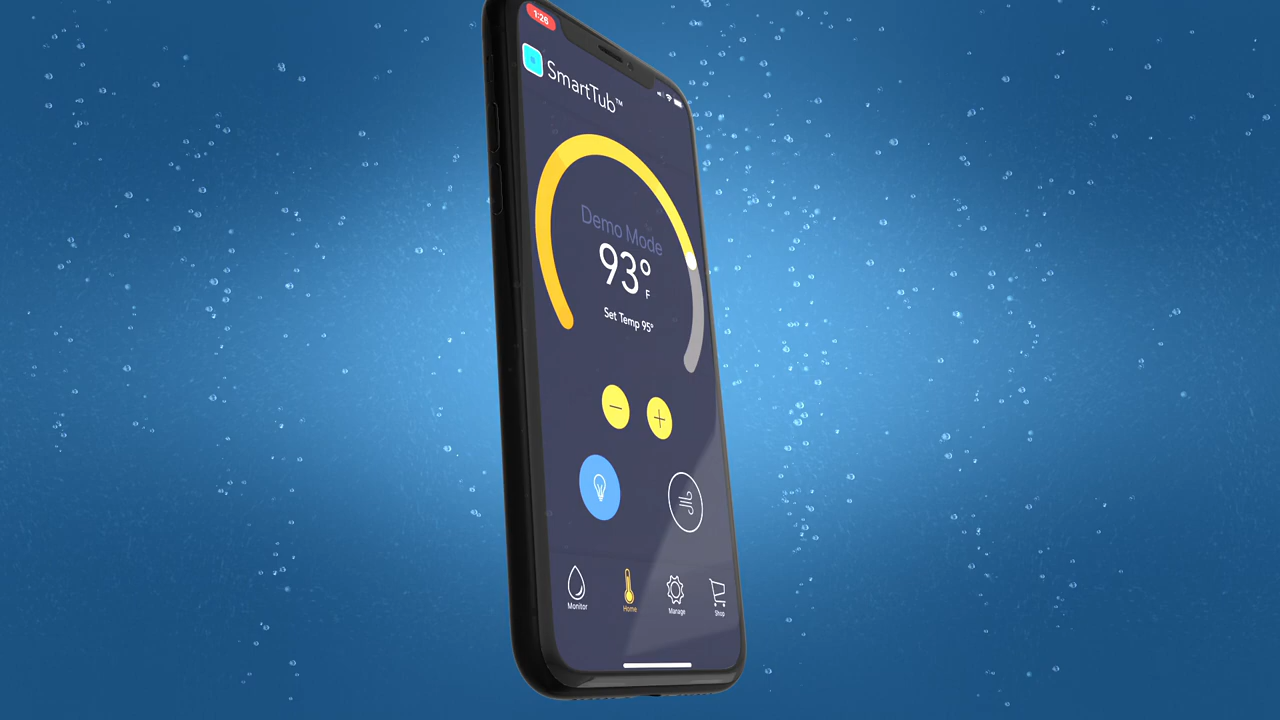 1:28
SmartTub™
Demo Mode
93°
F
Set Temp 95°
Monitor
Home
Manage
Shop